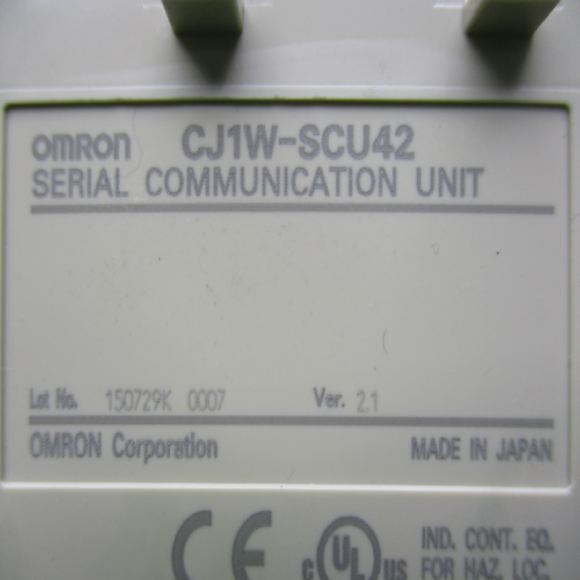 OMRON CJ1W-SCU42
SERIAL COMMUNICATION UNIT
Lot No. 150729K 0007 Ver. 2.1
OMRON Corporation MADE IN JAPAN
CE c UL US IND. CONT. EQ.
FOR HAZ. LOC.